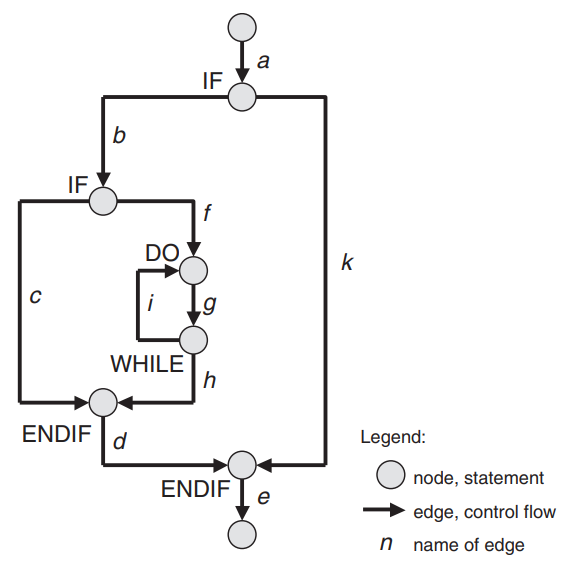 a
IF
b
IF
f
DO
k
c
i
g
WHILE
h
ENDIF
d
Legend:
node, statement
ENDIF
e
edge, control flow
n name of edge